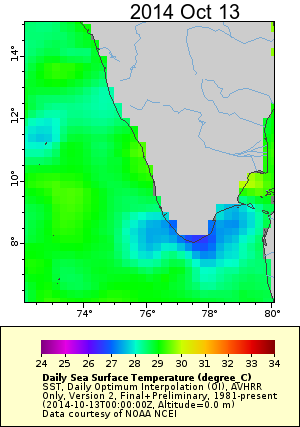 2014 Oct 13
14°
12°
10°
8°
74° 76° 78° 80°
24 25 26 27 28 29 30 31 32 33 34
Daily Sea Surface Temperature (degree_C)
SST, Daily Optimum Interpolation (OI), AVHRR
Only, Version 2, Final+Preliminary, 1981-present
(2014-10-13T00:00:00Z, Altitude=0.0 m)
Data courtesy of NOAA NCEI